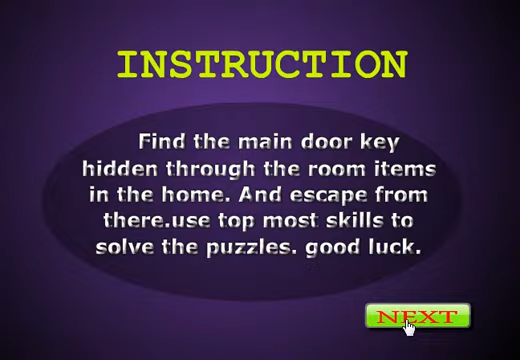 INSTRUCTION
Find the main door key
hidden through the room items
in the home. And escape from
there.use top most skills to
solve the puzzles. good luck.
NEXT